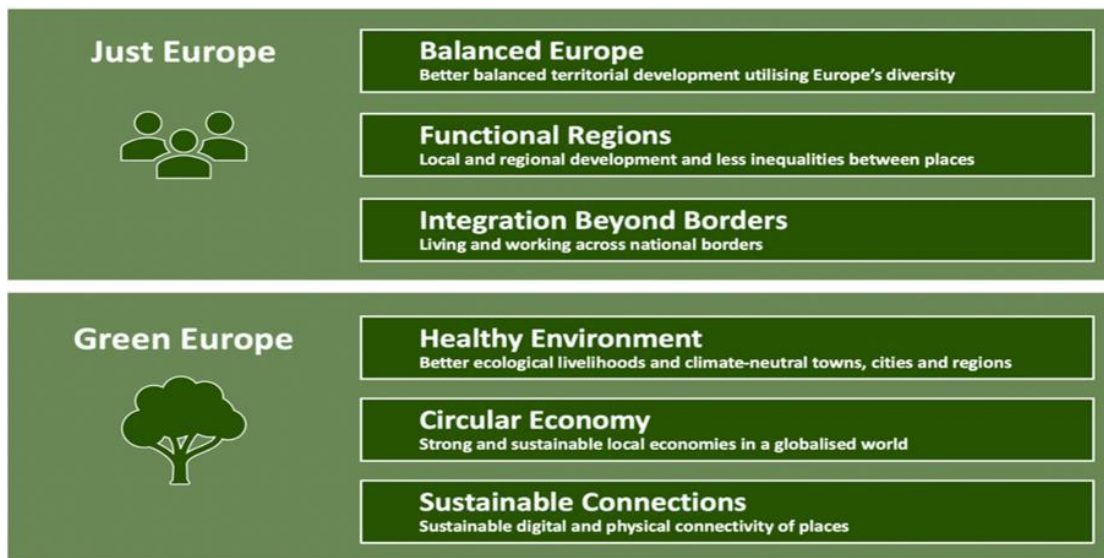 Just Europe
Balanced Europe
Better balanced territorial development utilising Europe's diversity
Functional Regions
Local and regional development and less inequalities between places
Integration Beyond Borders
Living and working across national borders
Green Europe
Healthy Environment
Better ecological livelihoods and climate-neutral towns, cities and regions
Circular Economy
Strong and sustainable local economies in a globalised world
Sustainable Connections
Sustainable digital and physical connectivity of places